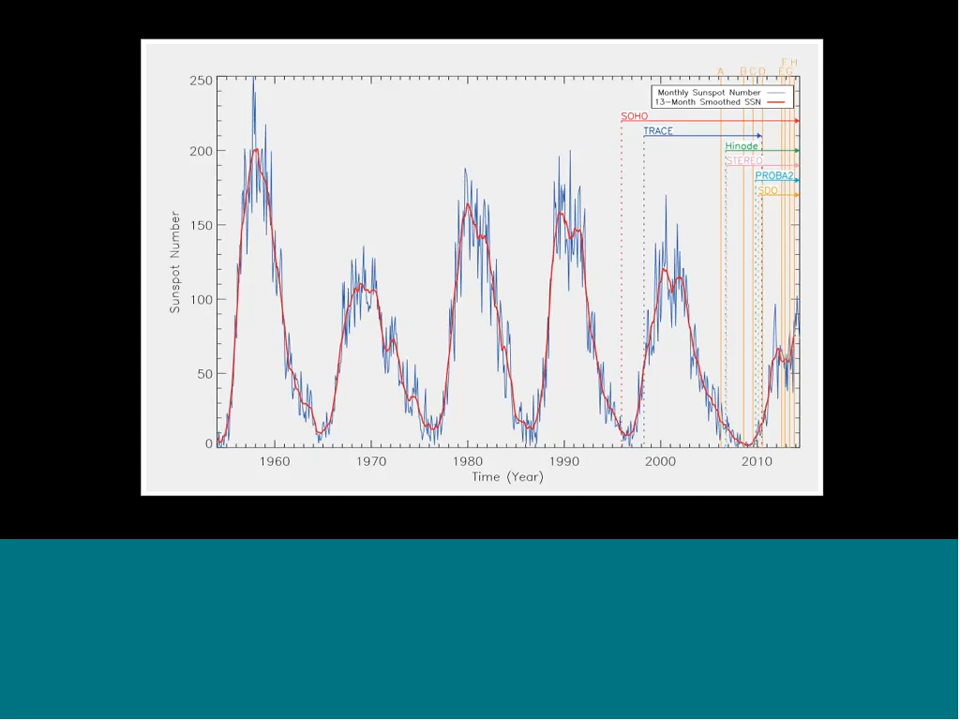 F H
A B C D E G
250
Monthly Sunspot Number
13-Month Smoothed SSN
SOHO
TRACE
Hinode
200
STEREO
PROBA2
SDO
150
100
50
0
Sunspot Number
1960 1970 1980 1990 2000 2010
Time (Year)